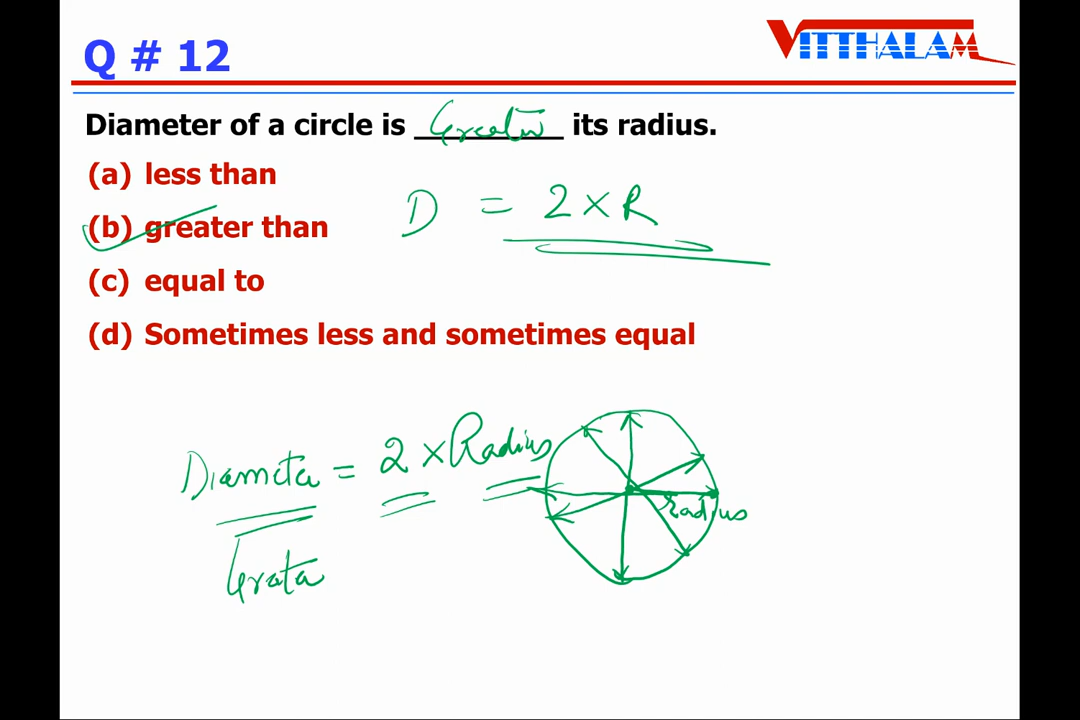 Q # 12
VITTHALAM
Diameter of a circle is Greater its radius.
(a) less than
D = 2 × R
(b) greater than
(c) equal to
(d) Sometimes less and sometimes equal
Diameter = 2 × Radius
radius
Greater